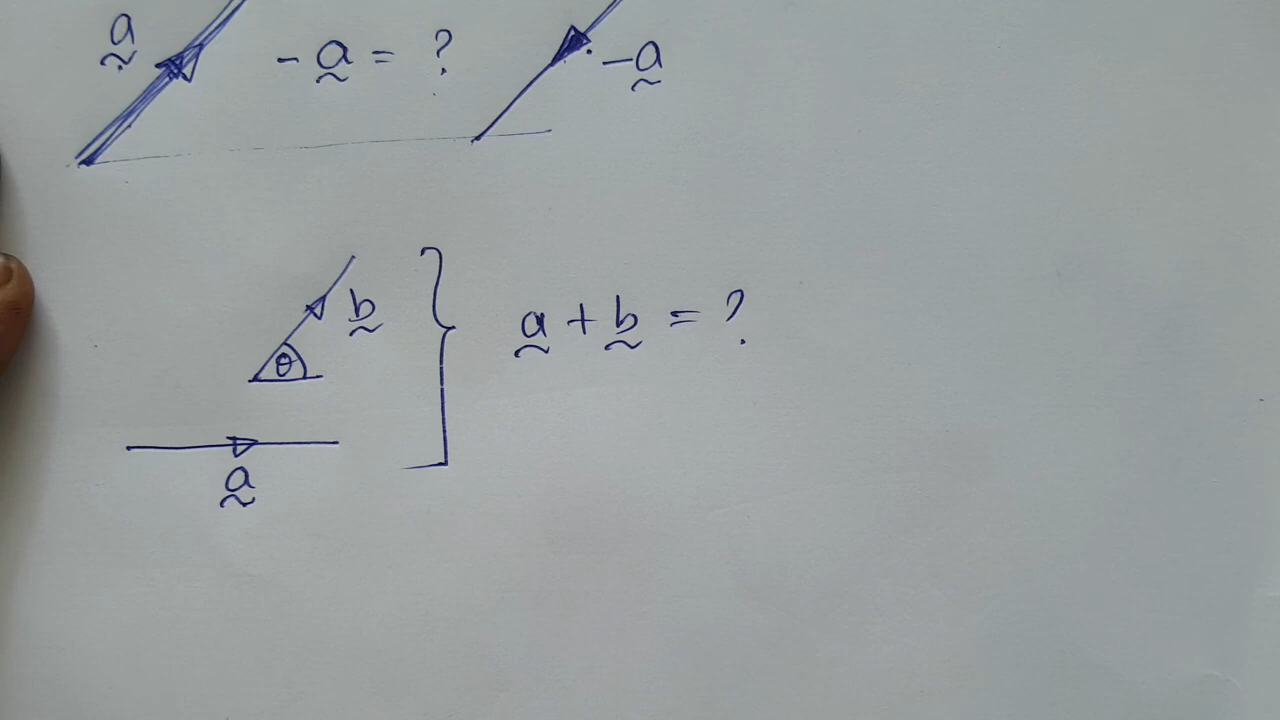 a
-a = ?
-a
b
θ
a + b = ?
a